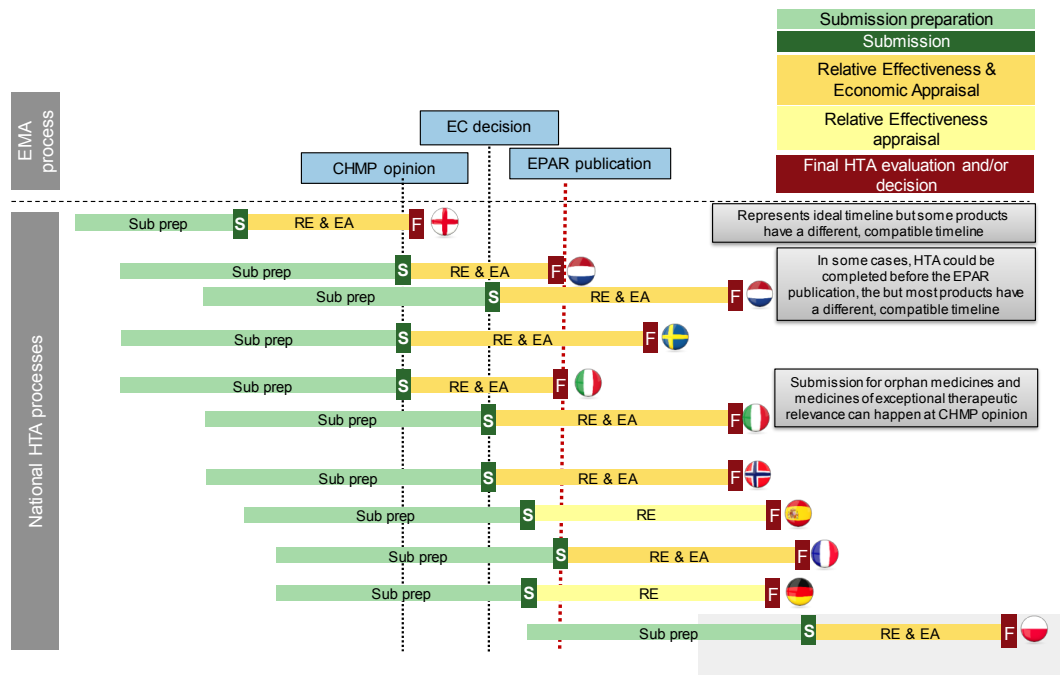 Submission preparation
Submission
Relative Effectiveness &
Economic Appraisal
Relative Effectiveness
appraisal
Final HTA evaluation and/or
decision
EMA
process
EC decision
CHMP opinion
EPAR publication
National HTA processes
Sub prep S RE & EA F
Represents ideal timeline but some products
have a different, compatible timeline
Sub prep S RE & EA F
Sub prep S RE & EA F
In some cases, HTA could be
completed before the EPAR
publication, the but most products have
a different, compatible timeline
Sub prep S RE & EA F
Sub prep S RE & EA F
Sub prep S RE & EA F
Submission for orphan medicines and
medicines of exceptional therapeutic
relevance can happen at CHMP opinion
Sub prep S RE & EA F
Sub prep S RE F
Sub prep S RE & EA F
Sub prep S RE F
Sub prep S RE & EA F